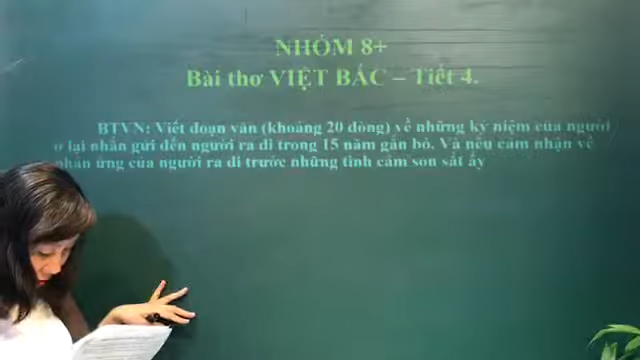 NHÓM 8+
Bài thơ VIỆT BẮC – Tiết 4.
BTVN: Viết đoạn văn (khoảng 20 dòng) về những kỷ niệm của người
ở lại nhắn gửi đến người ra đi trong 15 năm gắn bó. Và nêu cảm nhận về
phản ứng của người ra đi trước những tình cảm son sắt ấy